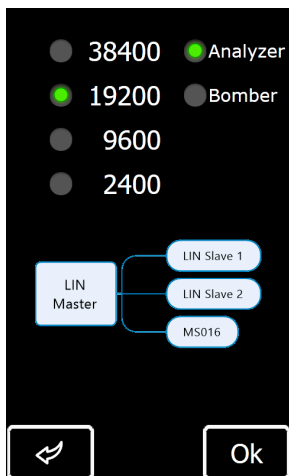 38400 Analyzer
19200 Bomber
9600
2400
LIN Master
LIN Slave 1
LIN Slave 2
MS016
Ok